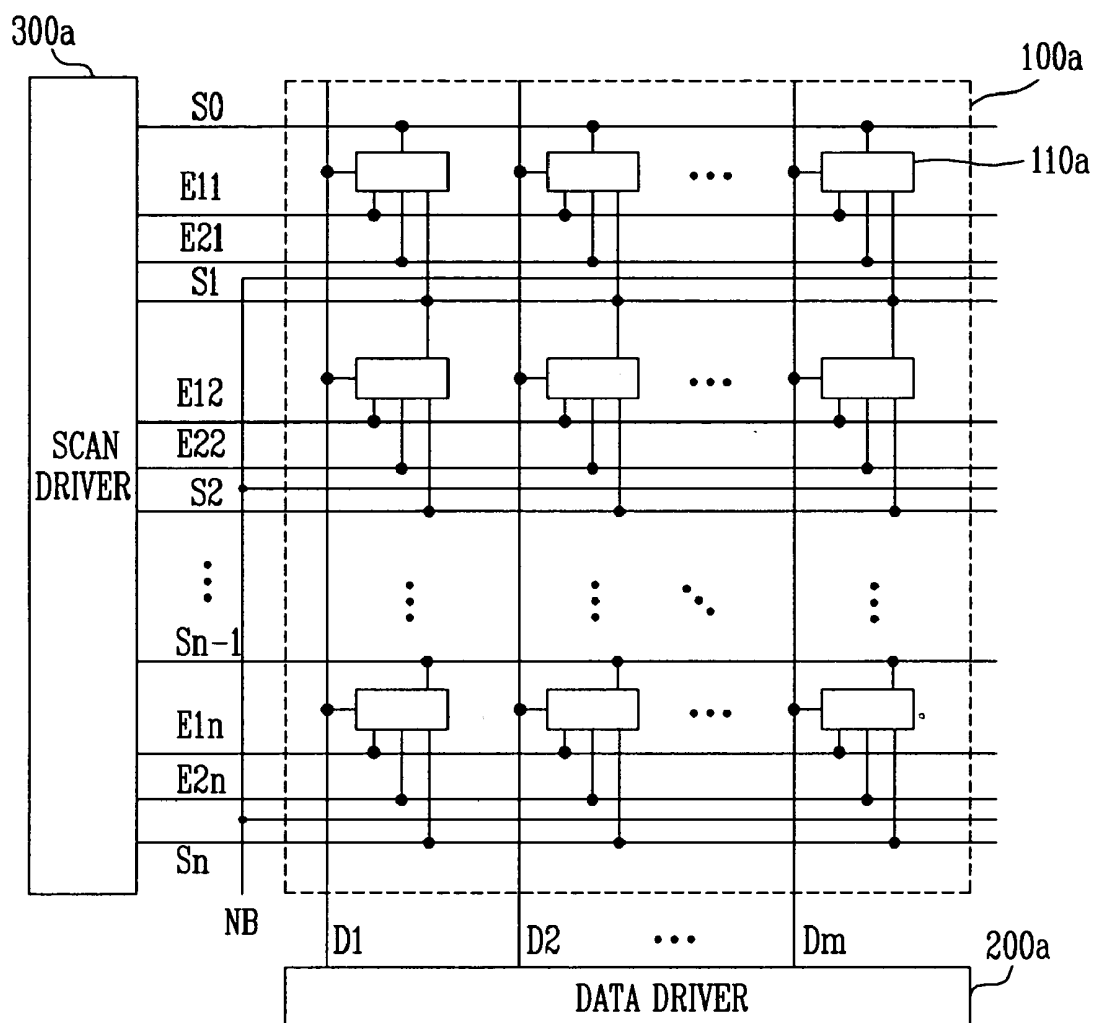 300a
100a
S0
110a
E11
E21
S1
E12
E22
SCAN
DRIVER
S2
Sn-1
E1n
E2n
Sn
NB
D1
D2
Dm
200a
DATA DRIVER